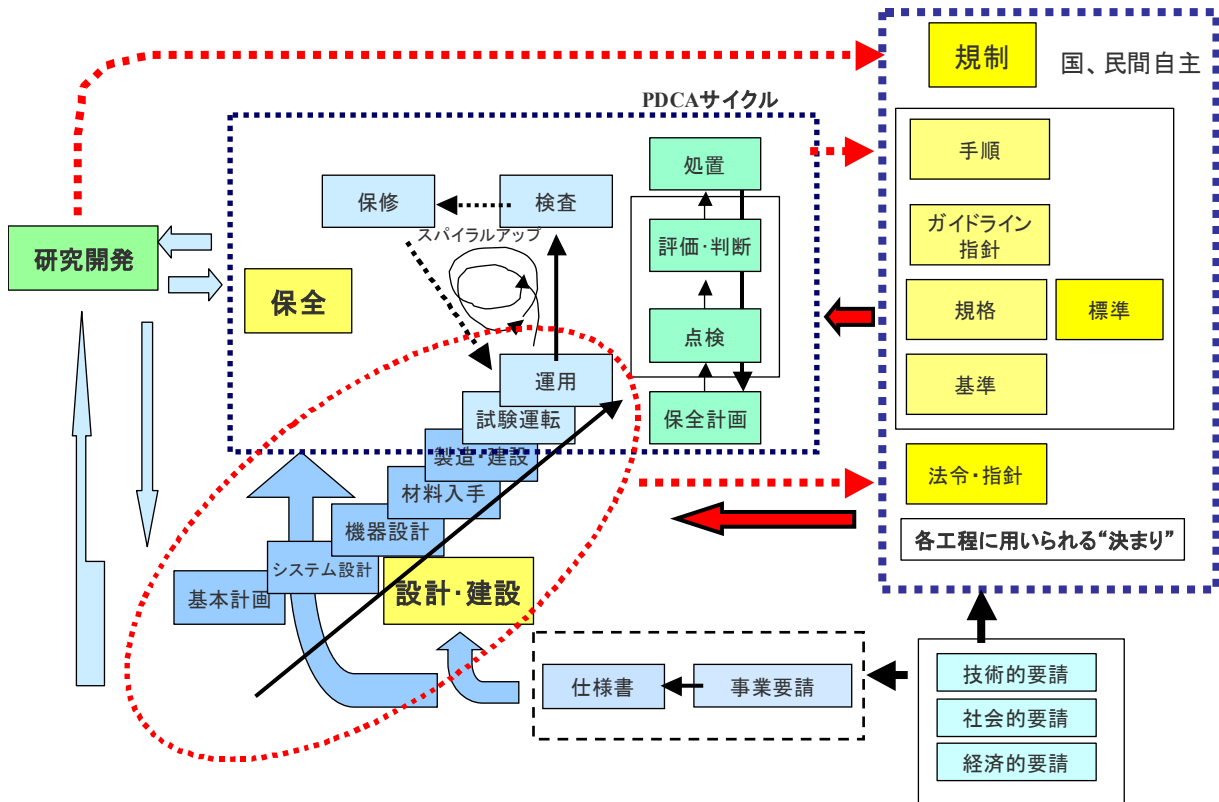 規制
国、民間自主
PDCAサイクル
手順
処置
保修
検査
ガイドライン
指針
スパイラルアップ
評価・判断
研究開発
保全
規格
標準
点検
運用
基準
試験運転
保全計画
製造・建設
法令・指針
材料入手
機器設計
各工程に用いられる“決まり”
システム設計
設計・建設
基本計画
技術的要請
仕様書
事業要請
社会的要請
経済的要請